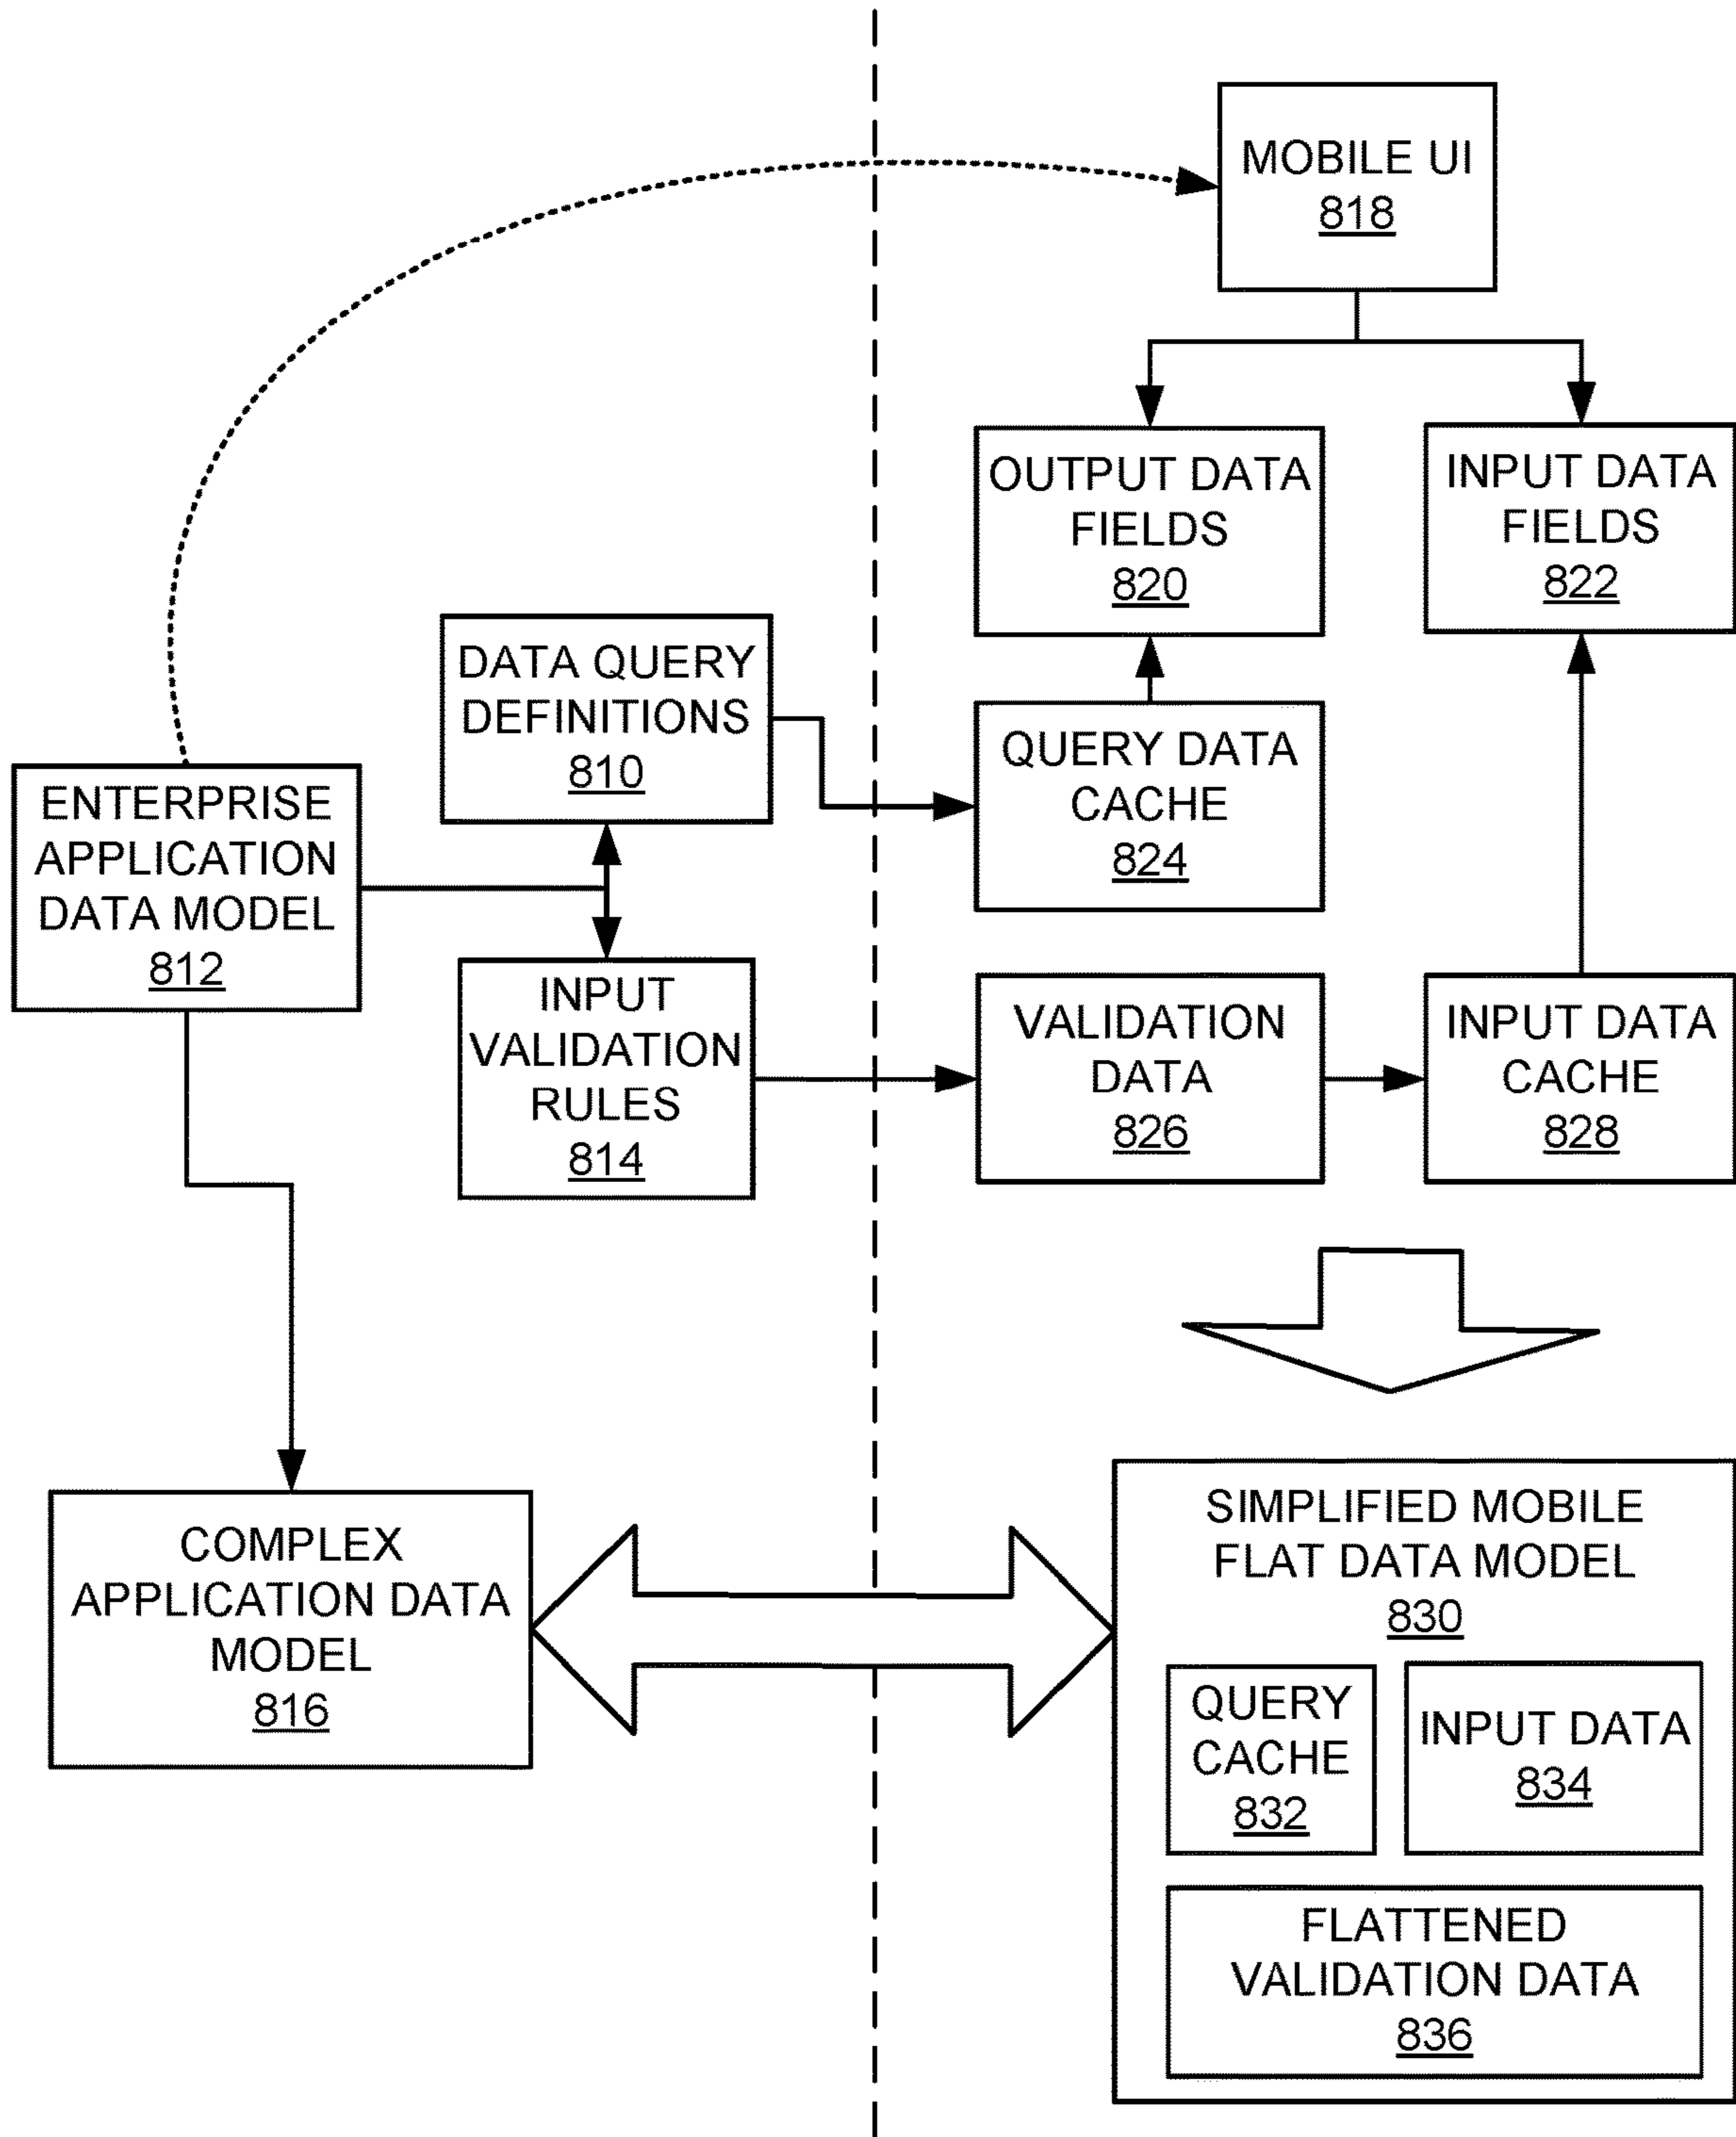 MOBILE UI
818
OUTPUT DATA
FIELDS
820
INPUT DATA
FIELDS
822
DATA QUERY
DEFINITIONS
810
QUERY DATA
CACHE
824
ENTERPRISE
APPLICATION
DATA MODEL
812
INPUT
VALIDATION
RULES
814
VALIDATION
DATA
826
INPUT DATA
CACHE
828
COMPLEX
APPLICATION DATA
MODEL
816
SIMPLIFIED MOBILE
FLAT DATA MODEL
830
QUERY
CACHE
832
INPUT DATA
834
FLATTENED
VALIDATION DATA
836